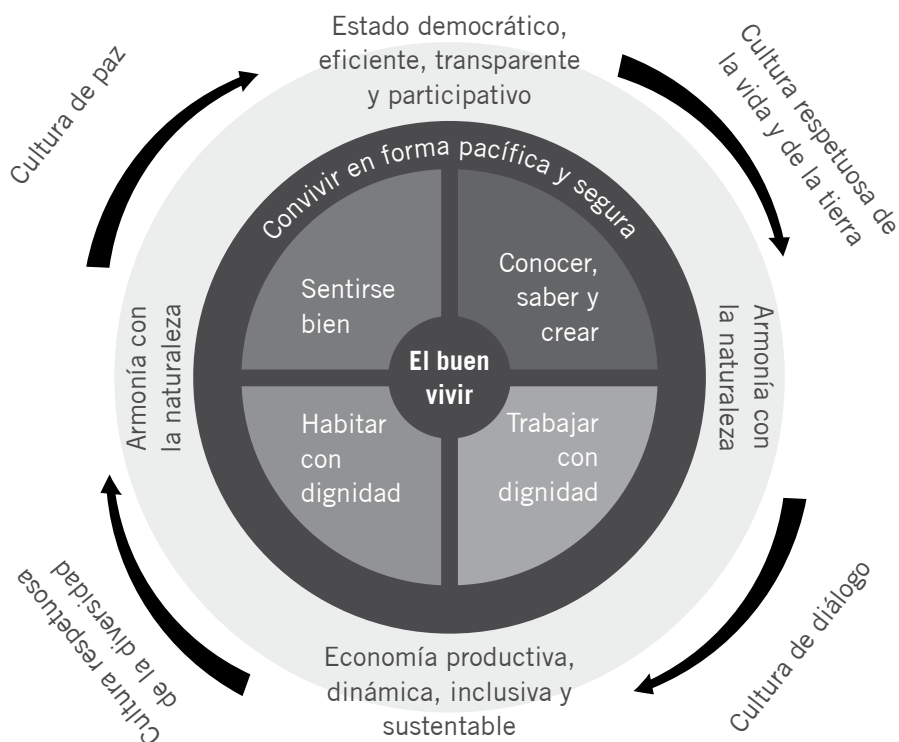 Estado democrático,
eficiente, transparente
y participativo
Cultura de paz
Cultura respetuosa de
la vida y de la tierra
Convivir en forma pacífica y segura
Sentirse
bien
Conocer,
saber y
crear
Armonía con
la naturaleza
El buen
vivir
Armonía con
la naturaleza
Habitar
con
dignidad
Trabajar
con
dignidad
Cultura respetuosa
de la diversidad
Cultura de diálogo
Economía productiva,
dinámica, inclusiva y
sustentable